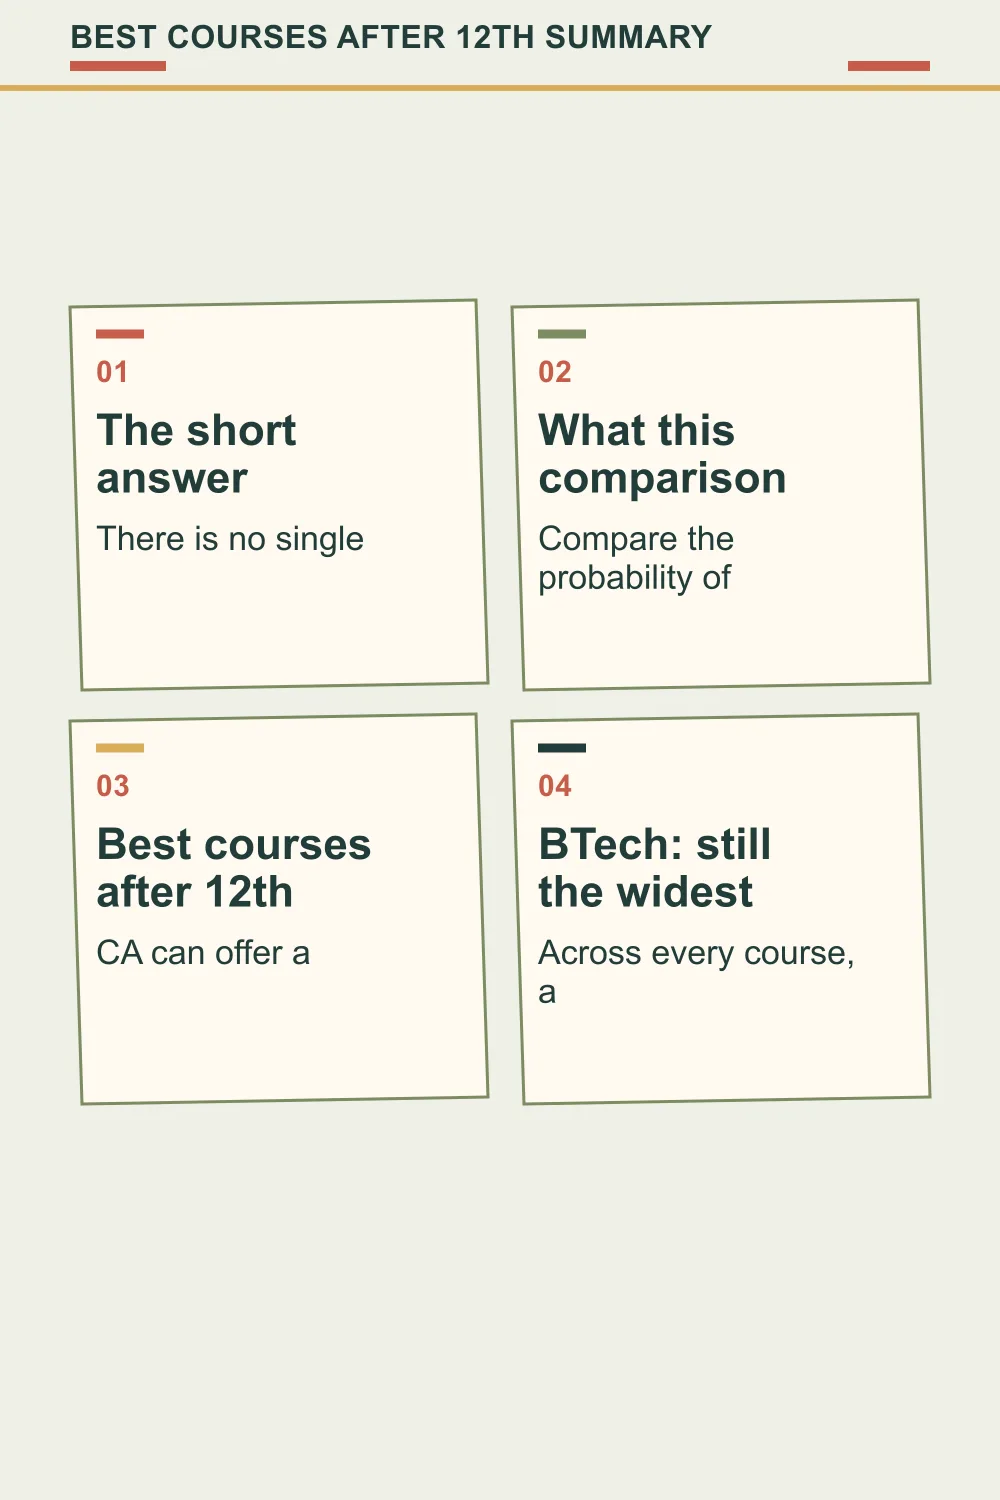 BEST COURSES AFTER 12TH SUMMARY
01
The short
answer
There is no single
02
What this
comparison
Compare the
probability of
03
Best courses
after 12th
CA can offer a
04
BTech: still
the widest
Across every course,
a